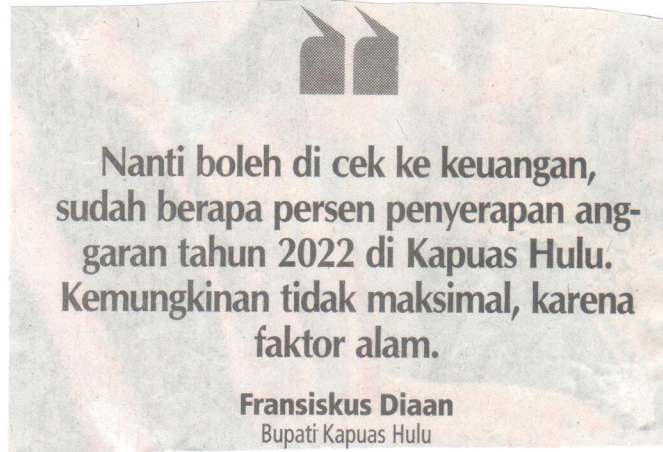 Nanti boleh di cek ke keuangan,
sudah berapa persen penyerapan ang-
garan tahun 2022 di Kapuas Hulu.
Kemungkinan tidak maksimal, karena
faktor alam.
Fransiskus Diaan
Bupati Kapuas Hulu